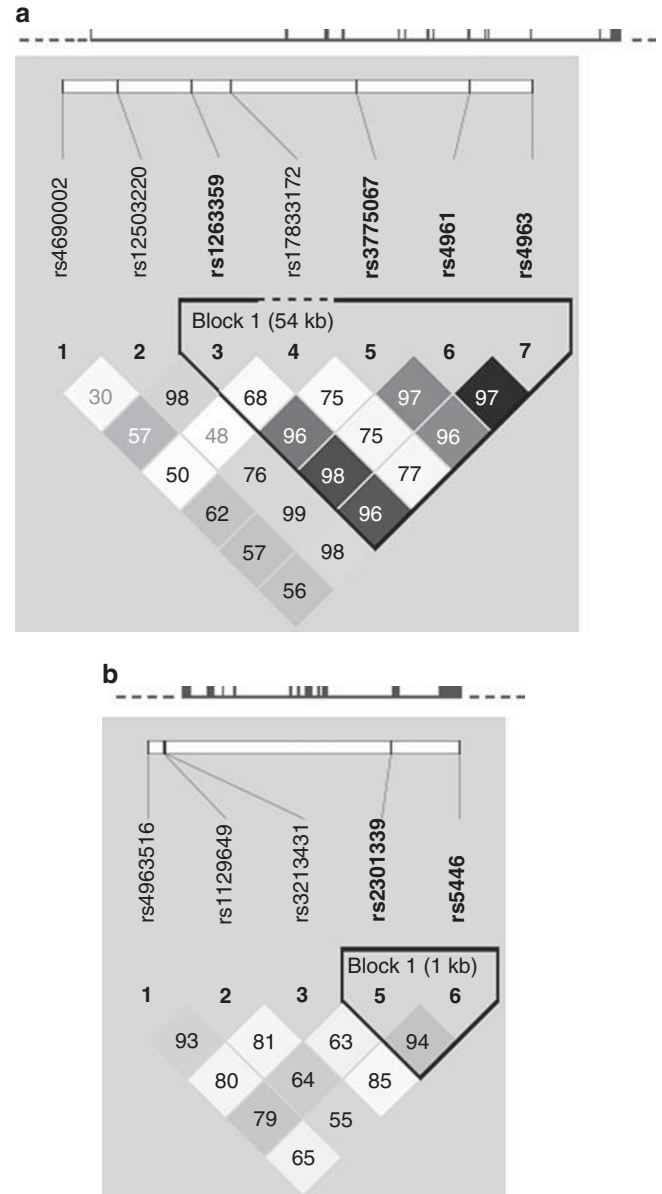 a
rs4690002 rs12503220 rs1263359 rs17833172 rs3775067 rs4961 rs4963
Block 1 (54 kb)
1 2 3 4 5 6 7
30 98 68 75 97 97
57 48 96 75 96
50 76 98 77
62 99 96
57 98
56
b
rs4963516 rs1129649 rs3213431 rs2301339 rs5446
Block 1 (1 kb)
1 2 3 5 6
93 81 63 94
80 64 85
79 55
65